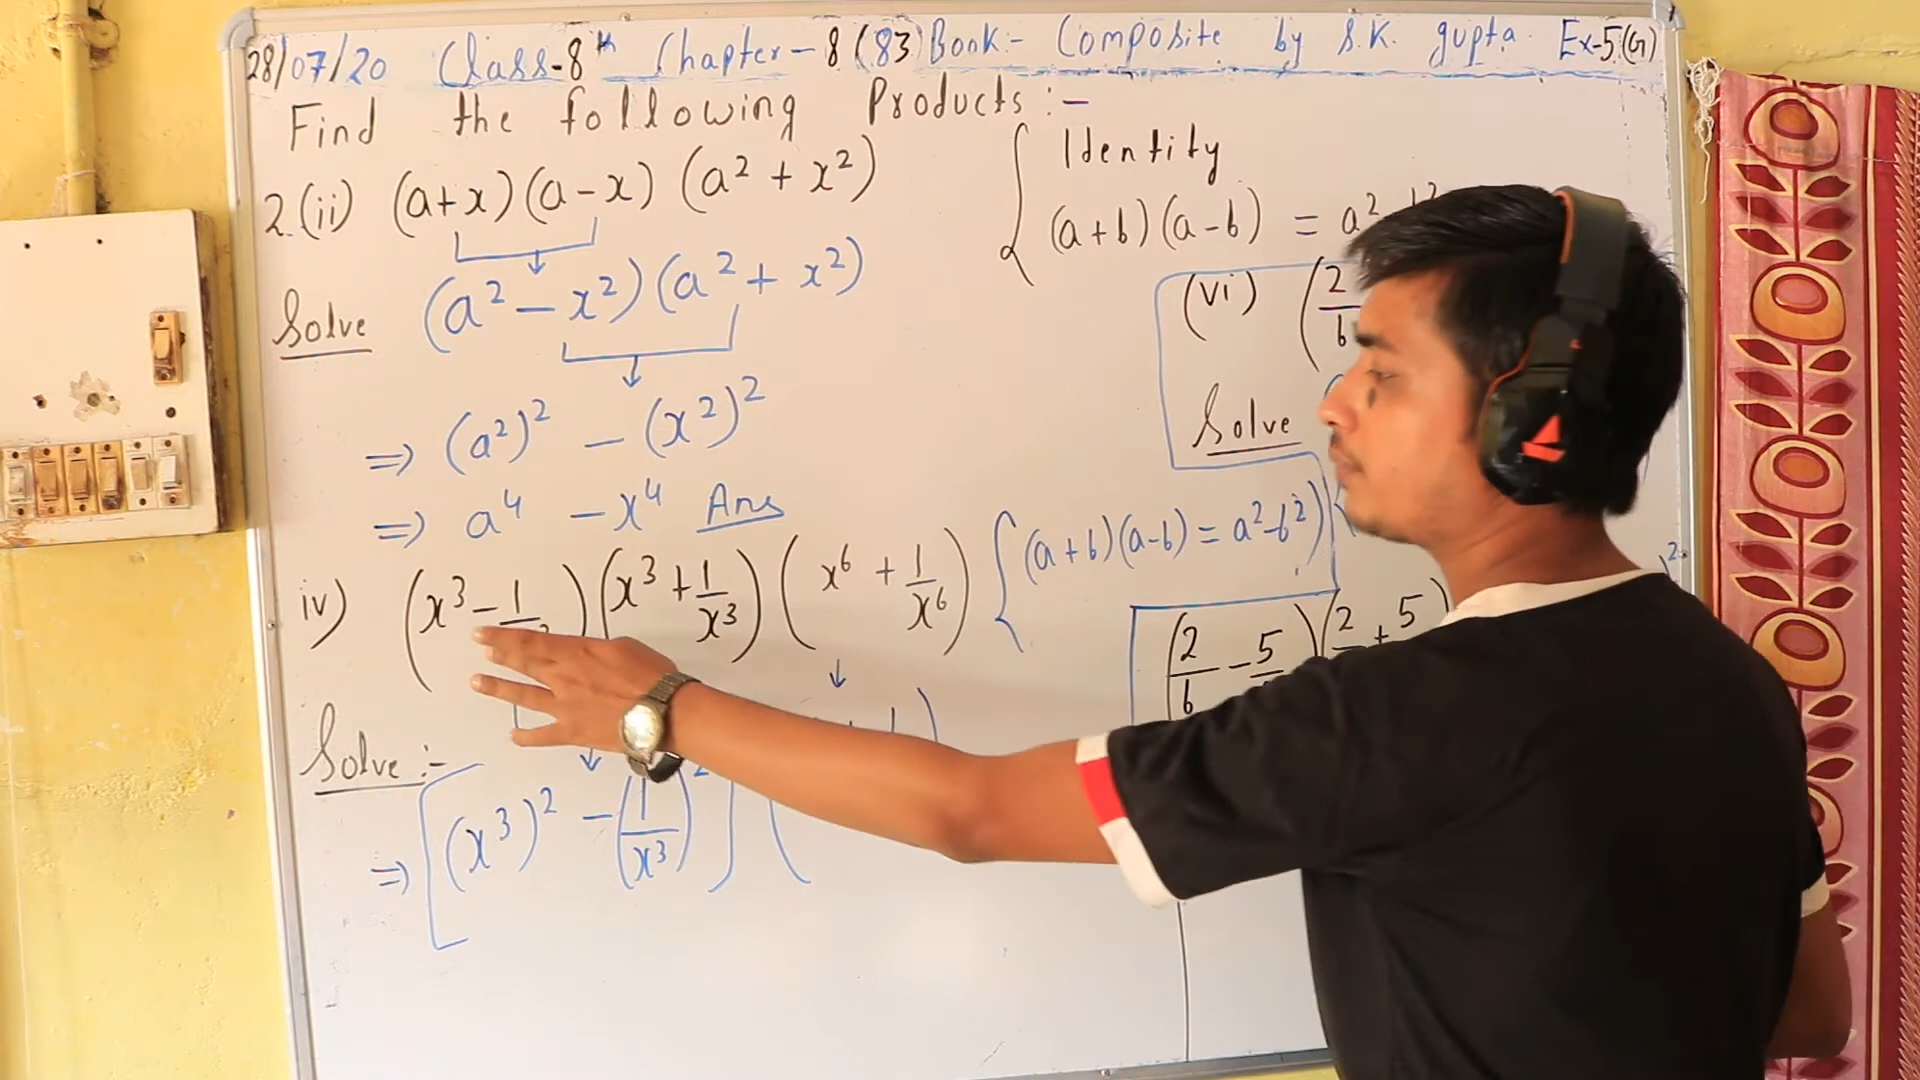 28/07/20 Class-8th Chapter-8 (83) Book:- Composite by S.K. gupta. Ex-5(G)
Find the following Products:-
2.(ii) (a+x)(a-x)(a² + x²)
Solve (a² - x²)(a² + x²)
⇒ (a²)² - (x²)²
⇒ a⁴ - x⁴ Ans
iv) (x³ - 1/)(x³ + 1/x³)(x⁶ + 1/x⁶)
Solve:-
⇒ [(x³)² - (1/x³)²] (
Identity
(a+b)(a-b) = a²
(vi) (2/b
Solve
{(a+b)(a-b) = a²-b²)
(2/b - 5/)(2 + 5)